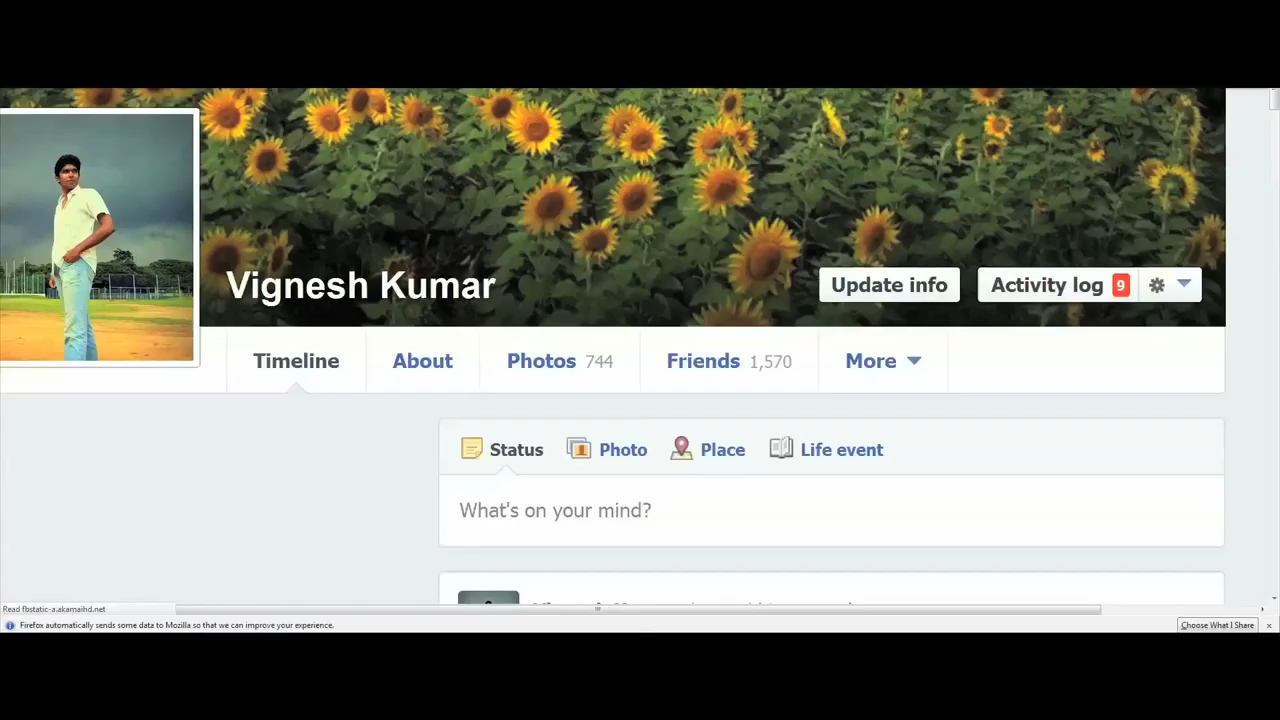 Vignesh Kumar
Update info
Activity log 9
Timeline
About
Photos 744
Friends 1,570
More
Status
Photo
Place
Life event
What's on your mind?
Read fbstatic-a.akamaihd.net
Firefox automatically sends some data to Mozilla so that we can improve your experience.
Choose What I Share